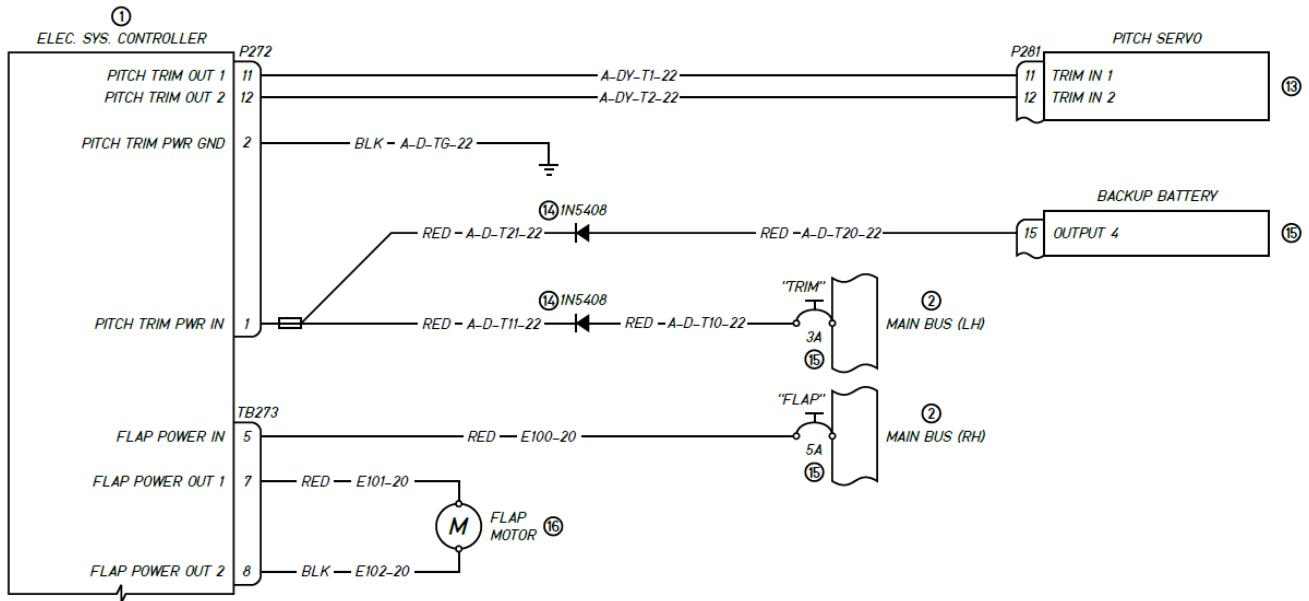 1
ELEC. SYS. CONTROLLER
P272
PITCH TRIM OUT 1 11 A-DY-T1-22
PITCH TRIM OUT 2 12 A-DY-T2-22
P281
PITCH SERVO
11 TRIM IN 1
12 TRIM IN 2
13
PITCH TRIM PWR GND 2 BLK - A-D-TG-22
BACKUP BATTERY
14 1N5408
RED - A-D-T21-22 RED - A-D-T20-22 15 OUTPUT 4
15
"TRIM"
14 1N5408
2
PITCH TRIM PWR IN 1 RED - A-D-T11-22 RED - A-D-T10-22 MAIN BUS (LH)
3A
15
TB273
"FLAP"
2
FLAP POWER IN 5 RED - E100-20 MAIN BUS (RH)
5A
15
FLAP POWER OUT 1 7 RED - E101-20
M
FLAP
MOTOR
16
FLAP POWER OUT 2 8 BLK - E102-20